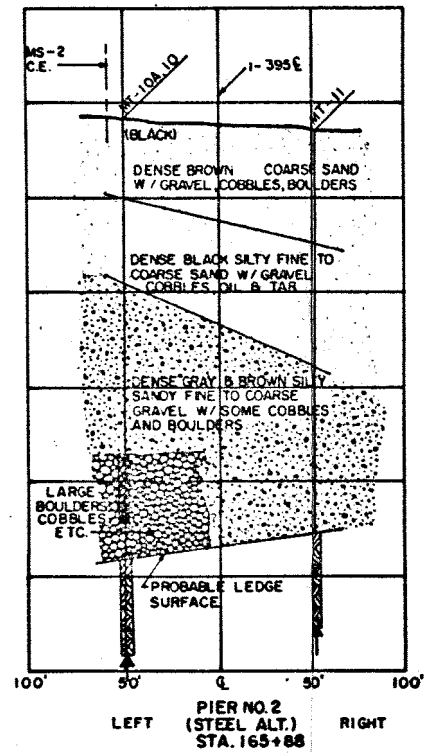 MS-2
C.E.
MT-10A,10
I-395 ℄
MT-11
(BLACK)
DENSE BROWN COARSE SAND
W/ GRAVEL, COBBLES, BOULDERS
DENSE BLACK SILTY FINE TO
COARSE SAND W/ GRAVEL
COBBLES, OIL & TAR
DENSE GRAY & BROWN SILTY
SANDY FINE TO COARSE
GRAVEL W/ SOME COBBLES
AND BOULDERS
LARGE
BOULDERS
COBBLES
ETC.
PROBABLE LEDGE
SURFACE
100' 50' ℄ 50' 100'
PIER NO. 2
LEFT (STEEL ALT.) RIGHT
STA. 165+88